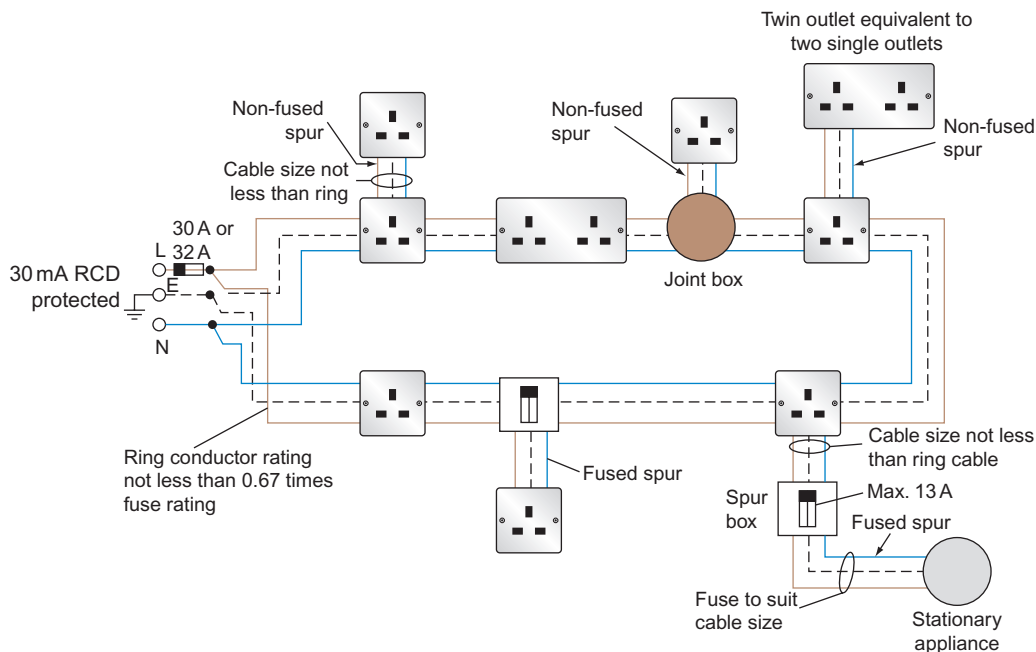 Twin outlet equivalent to
two single outlets
Non-fused
spur
Non-fused
spur
Non-fused
spur
Cable size not
less than ring
30 A or
32 A
L
30 mA RCD
protected
E
N
Joint box
Ring conductor rating
not less than 0.67 times
fuse rating
Fused spur
Cable size not less
than ring cable
Spur
box
Max. 13 A
Fused spur
Fuse to suit
cable size
Stationary
appliance